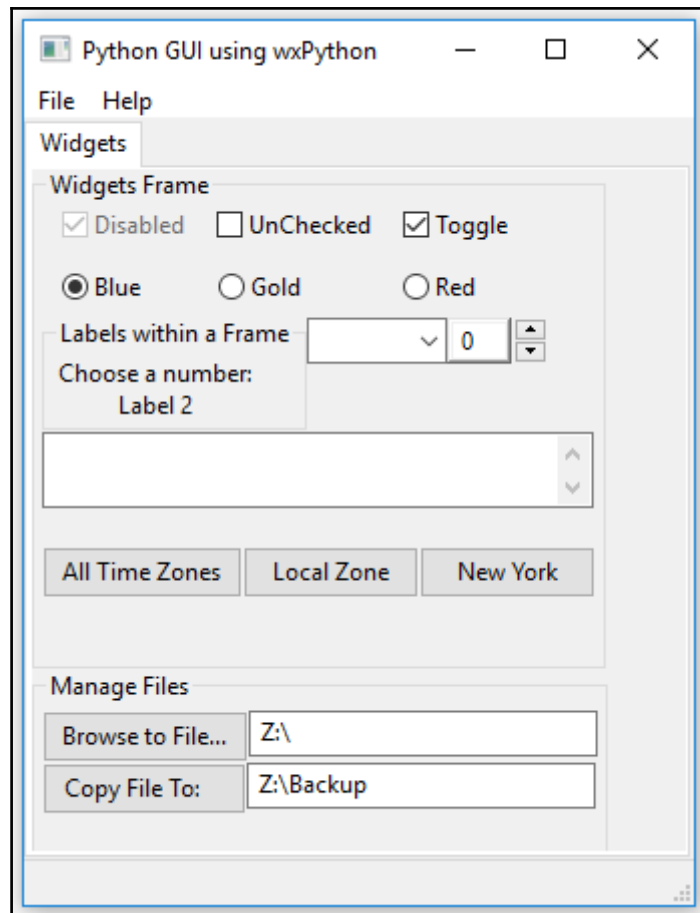 Python GUI using wxPython
File Help
Widgets
Widgets Frame
Disabled UnChecked Toggle
Blue Gold Red
Labels within a Frame
0
Choose a number:
Label 2
All Time Zones Local Zone New York
Manage Files
Browse to File... Z:\
Copy File To: Z:\Backup